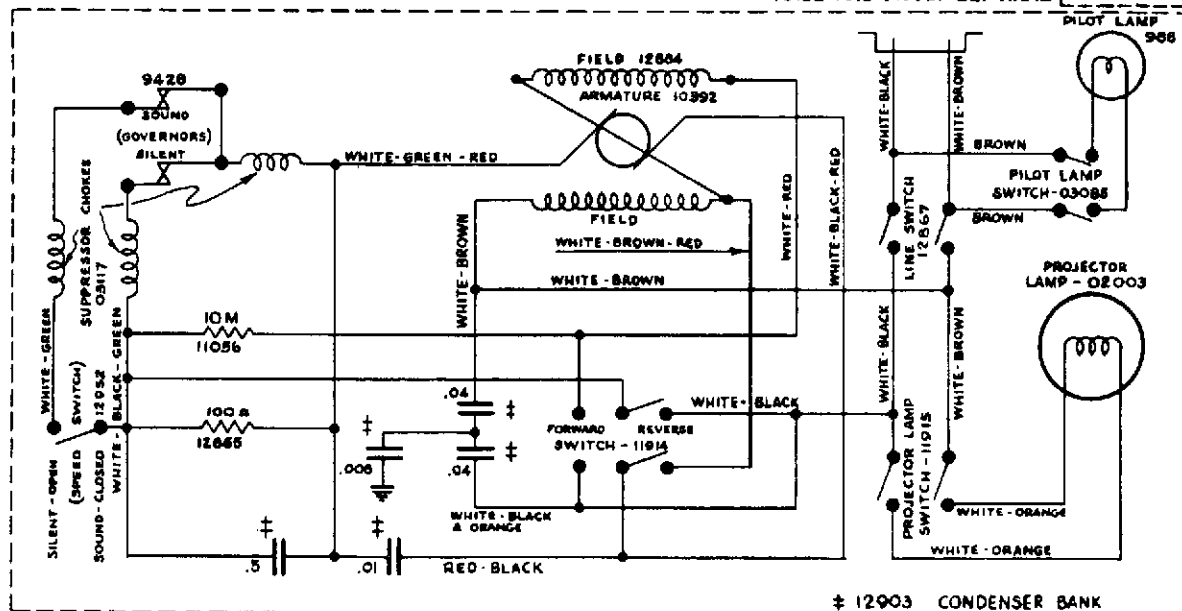 PILOT LAMP
986
9428
SOUND
(GOVERNORS)
SILENT
FIELD 12884
ARMATURE 10392
WHITE-GREEN-RED
FIELD
WHITE-BROWN-RED
WHITE-BROWN
WHITE-BROWN
WHITE-RED
WHITE-BLACK-RED
WHITE-BLACK
WHITE-BROWN
BROWN
PILOT LAMP
SWITCH-03085
BROWN
LINE SWITCH
12867
PROJECTOR
LAMP-02003
SUPPRESSOR CHOKES
03117
WHITE-GREEN
WHITE-BLACK-GREEN
10 M
11056
100
12865
SILENT-OPEN
(SPEED SWITCH)
SOUND-CLOSED 12952
.04 ‡
‡
.006
.04 ‡
FORWARD REVERSE
SWITCH-11914
WHITE-BLACK
WHITE-BLACK
WHITE-BROWN
WHITE-BLACK
& ORANGE
PROJECTOR LAMP
SWITCH-11915
WHITE-ORANGE
WHITE-ORANGE
‡
.5
‡
.01
RED-BLACK
‡ 12903 CONDENSER BANK